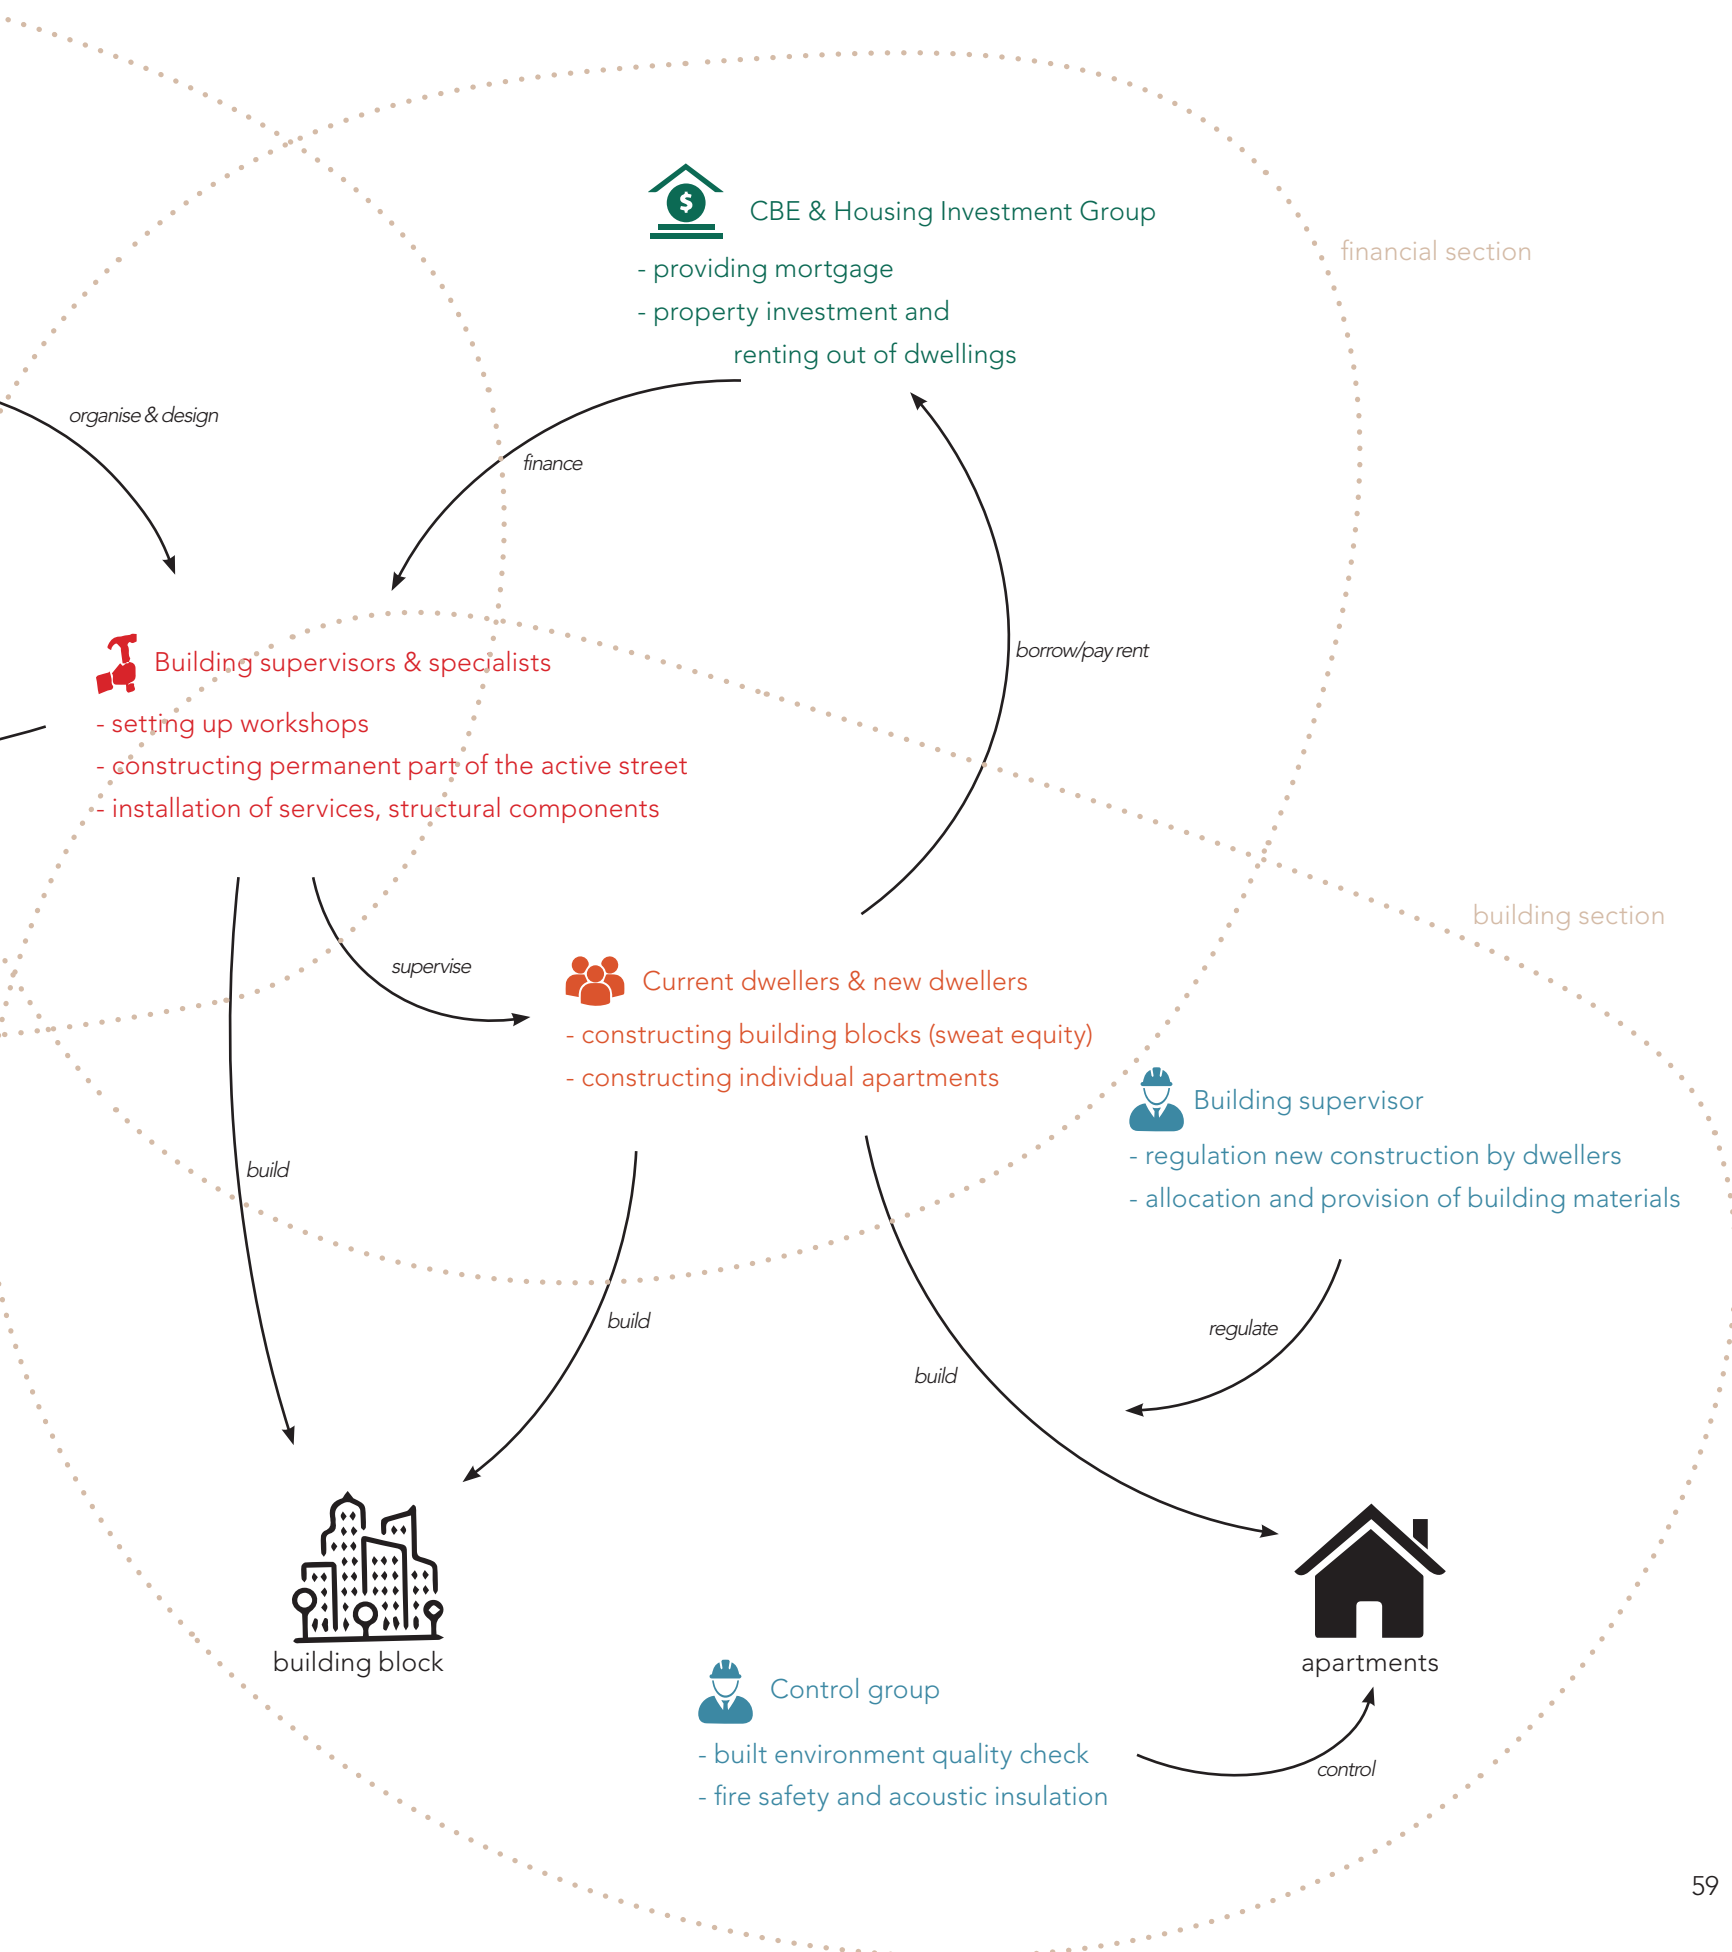 CBE & Housing Investment Group
financial section
- providing mortgage
- property investment and
renting out of dwellings
organise & design
finance
borrow/pay rent
Building supervisors & specialists
- setting up workshops
- constructing permanent part of the active street
- installation of services, structural components
building section
supervise
Current dwellers & new dwellers
- constructing building blocks (sweat equity)
- constructing individual apartments
Building supervisor
- regulation new construction by dwellers
- allocation and provision of building materials
build
build
regulate
build
building block
apartments
Control group
- built environment quality check
- fire safety and acoustic insulation
control
59